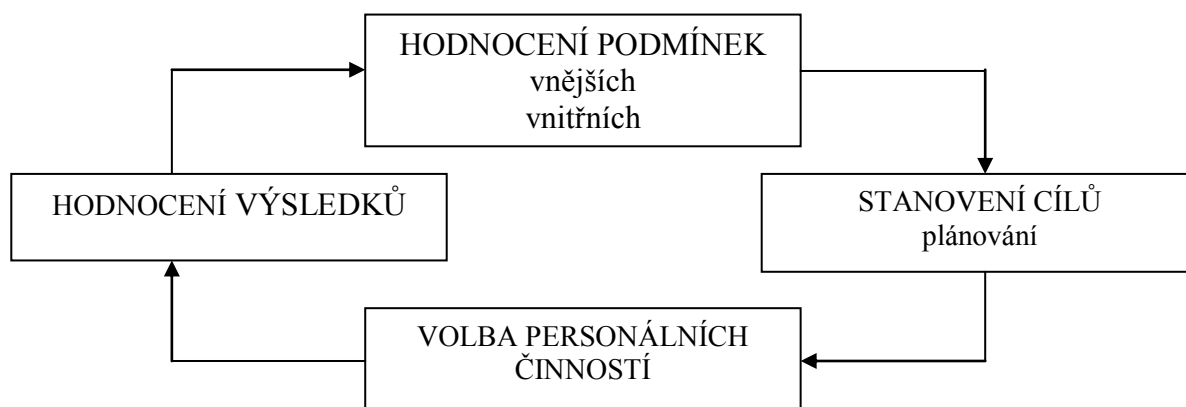 HODNOCENÍ PODMÍNEK
vnějších
vnitřních
HODNOCENÍ VÝSLEDKŮ
STANOVENÍ CÍLŮ
plánování
VOLBA PERSONÁLNÍCH
ČINNOSTÍ